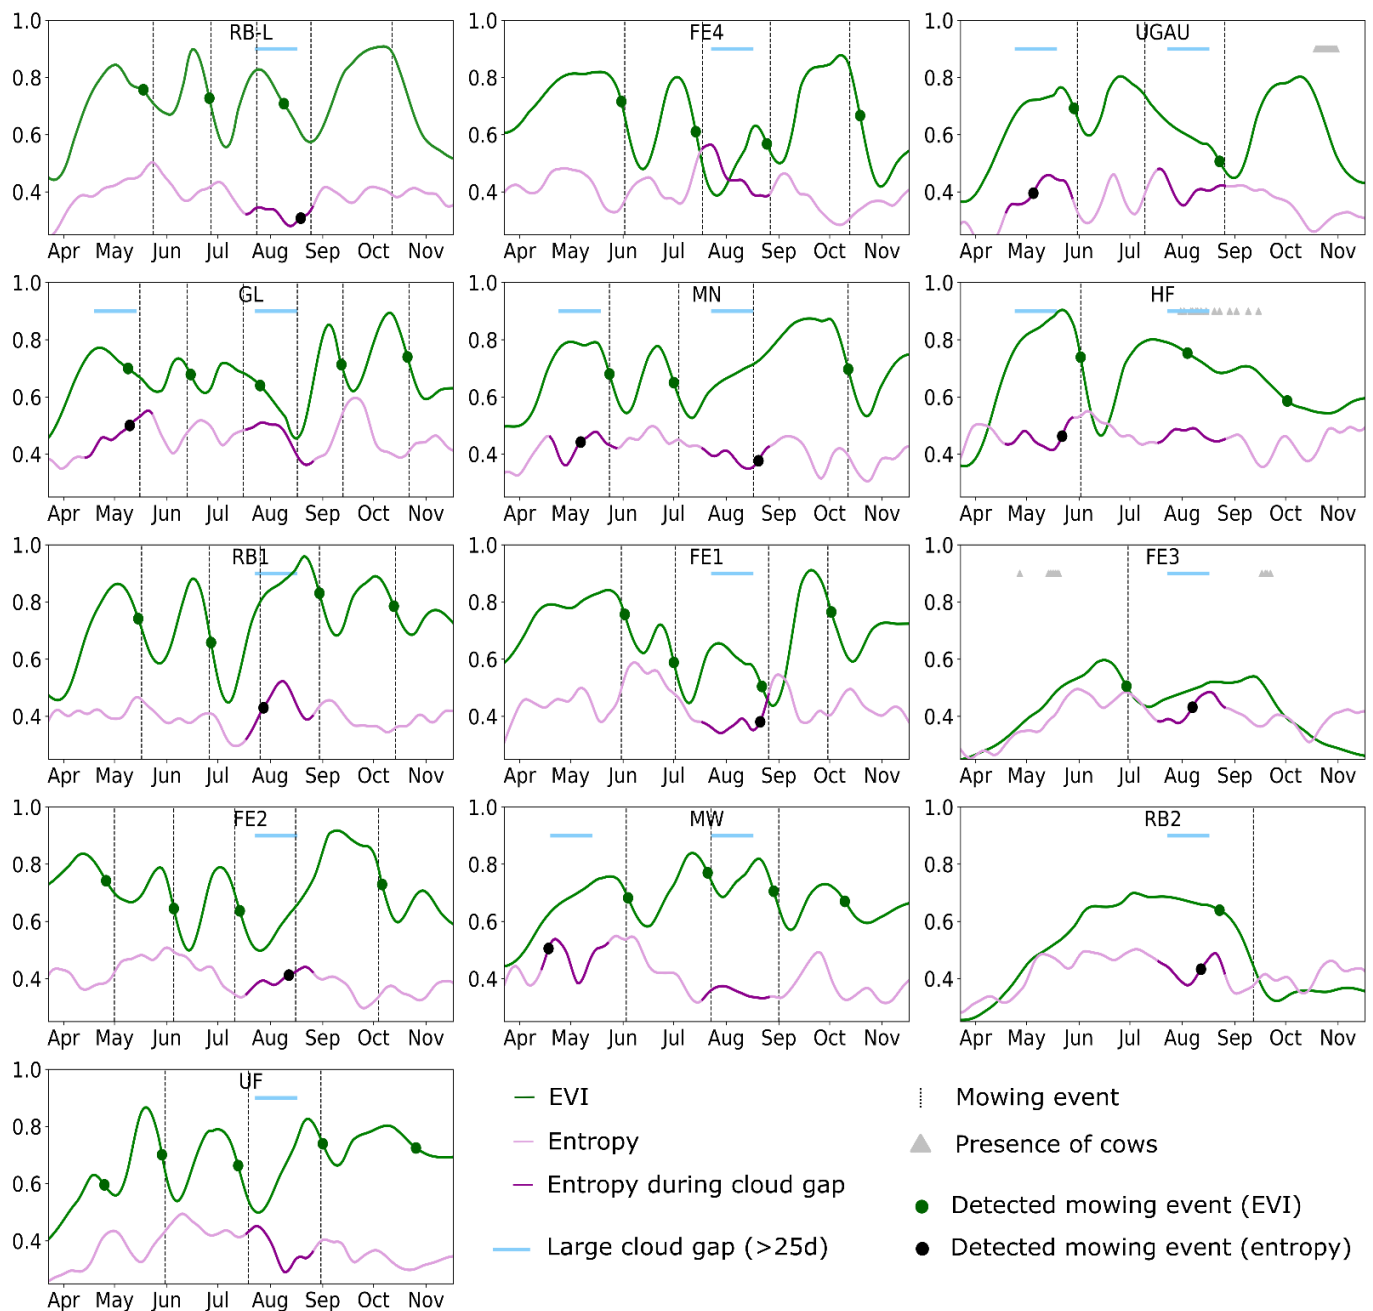 RB-L
1.0
0.8
0.6
0.4
Apr May Jun Jul Aug Sep Oct Nov
FE4
1.0
0.8
0.6
0.4
Apr May Jun Jul Aug Sep Oct Nov
UGAU
1.0
0.8
0.6
0.4
Apr May Jun Jul Aug Sep Oct Nov
GL
1.0
0.8
0.6
0.4
Apr May Jun Jul Aug Sep Oct Nov
MN
1.0
0.8
0.6
0.4
Apr May Jun Jul Aug Sep Oct Nov
HF
1.0
0.8
0.6
0.4
Apr May Jun Jul Aug Sep Oct Nov
RB1
1.0
0.8
0.6
0.4
Apr May Jun Jul Aug Sep Oct Nov
FE1
1.0
0.8
0.6
0.4
Apr May Jun Jul Aug Sep Oct Nov
FE3
1.0
0.8
0.6
0.4
Apr May Jun Jul Aug Sep Oct Nov
FE2
1.0
0.8
0.6
0.4
Apr May Jun Jul Aug Sep Oct Nov
MW
1.0
0.8
0.6
0.4
Apr May Jun Jul Aug Sep Oct Nov
RB2
1.0
0.8
0.6
0.4
Apr May Jun Jul Aug Sep Oct Nov
UF
1.0
0.8
0.6
0.4
Apr May Jun Jul Aug Sep Oct Nov
EVI
Entropy
Entropy during cloud gap
Large cloud gap (>25d)
Mowing event
Presence of cows
Detected mowing event (EVI)
Detected mowing event (entropy)